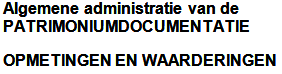 Algemene administratie van de
PATRIMONIUMDOCUMENTATIE
OPMETINGEN EN WAARDERINGEN